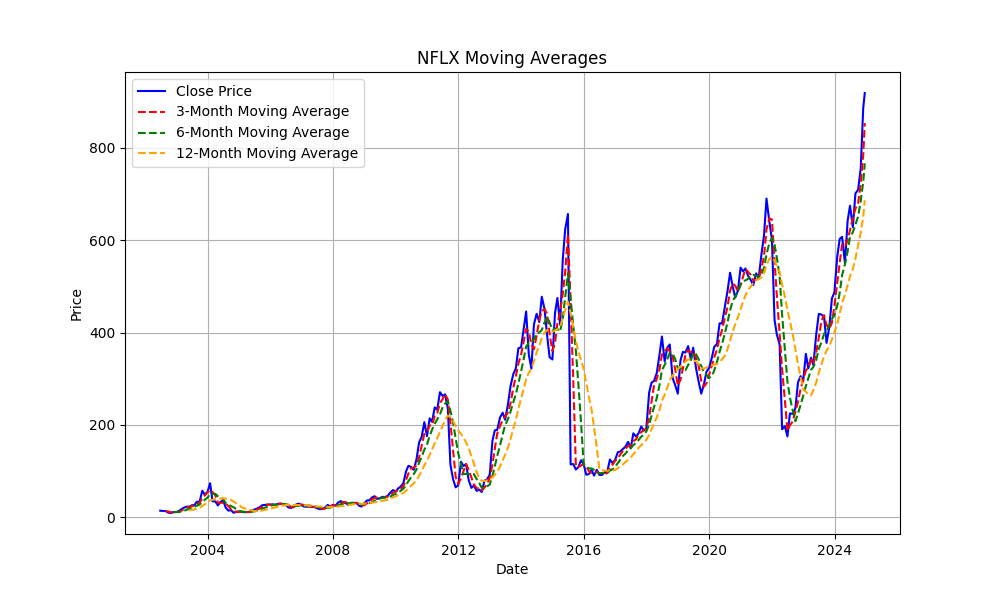 NFLX Moving Averages
Close Price
3-Month Moving Average
6-Month Moving Average
12-Month Moving Average
800
600
400
200
0
Price
2004 2008 2012 2016 2020 2024
Date